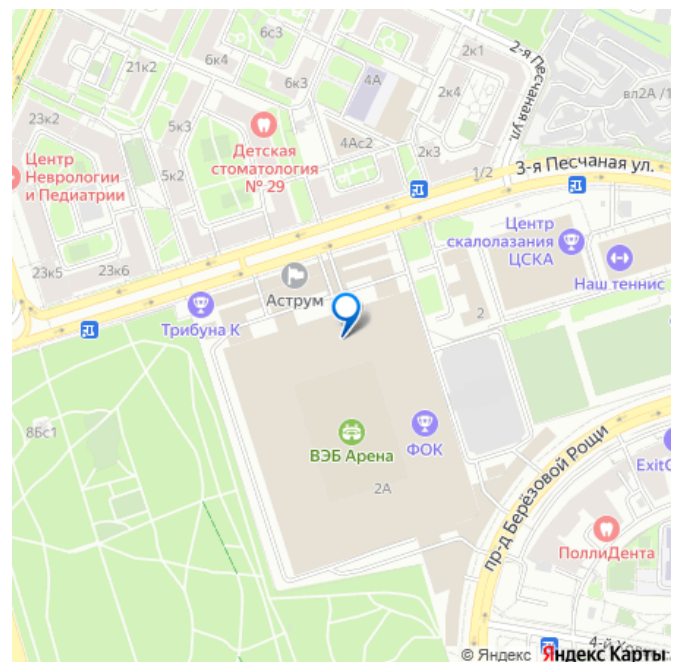 6с3
2к1
2-я Песчаная ул.
21к2
6к4
6к3
4А
2к4
вл2А /1
23к2
5к3
Детская
стоматология
№ 29
4Ас2
2к3
1/2
3-я Песчаная ул.
Центр
Неврологии
и Педиатрии
5к2
Центр
скалолазания
ЦСКА
23к5
23к6
Аструм
Наш теннис
Трибуна К
2
8Бс1
ВЭБ Арена
ФОК
2А
пр-д Берёзовой Рощи
ПоллиДента
© Яндекс Яндекс Карты